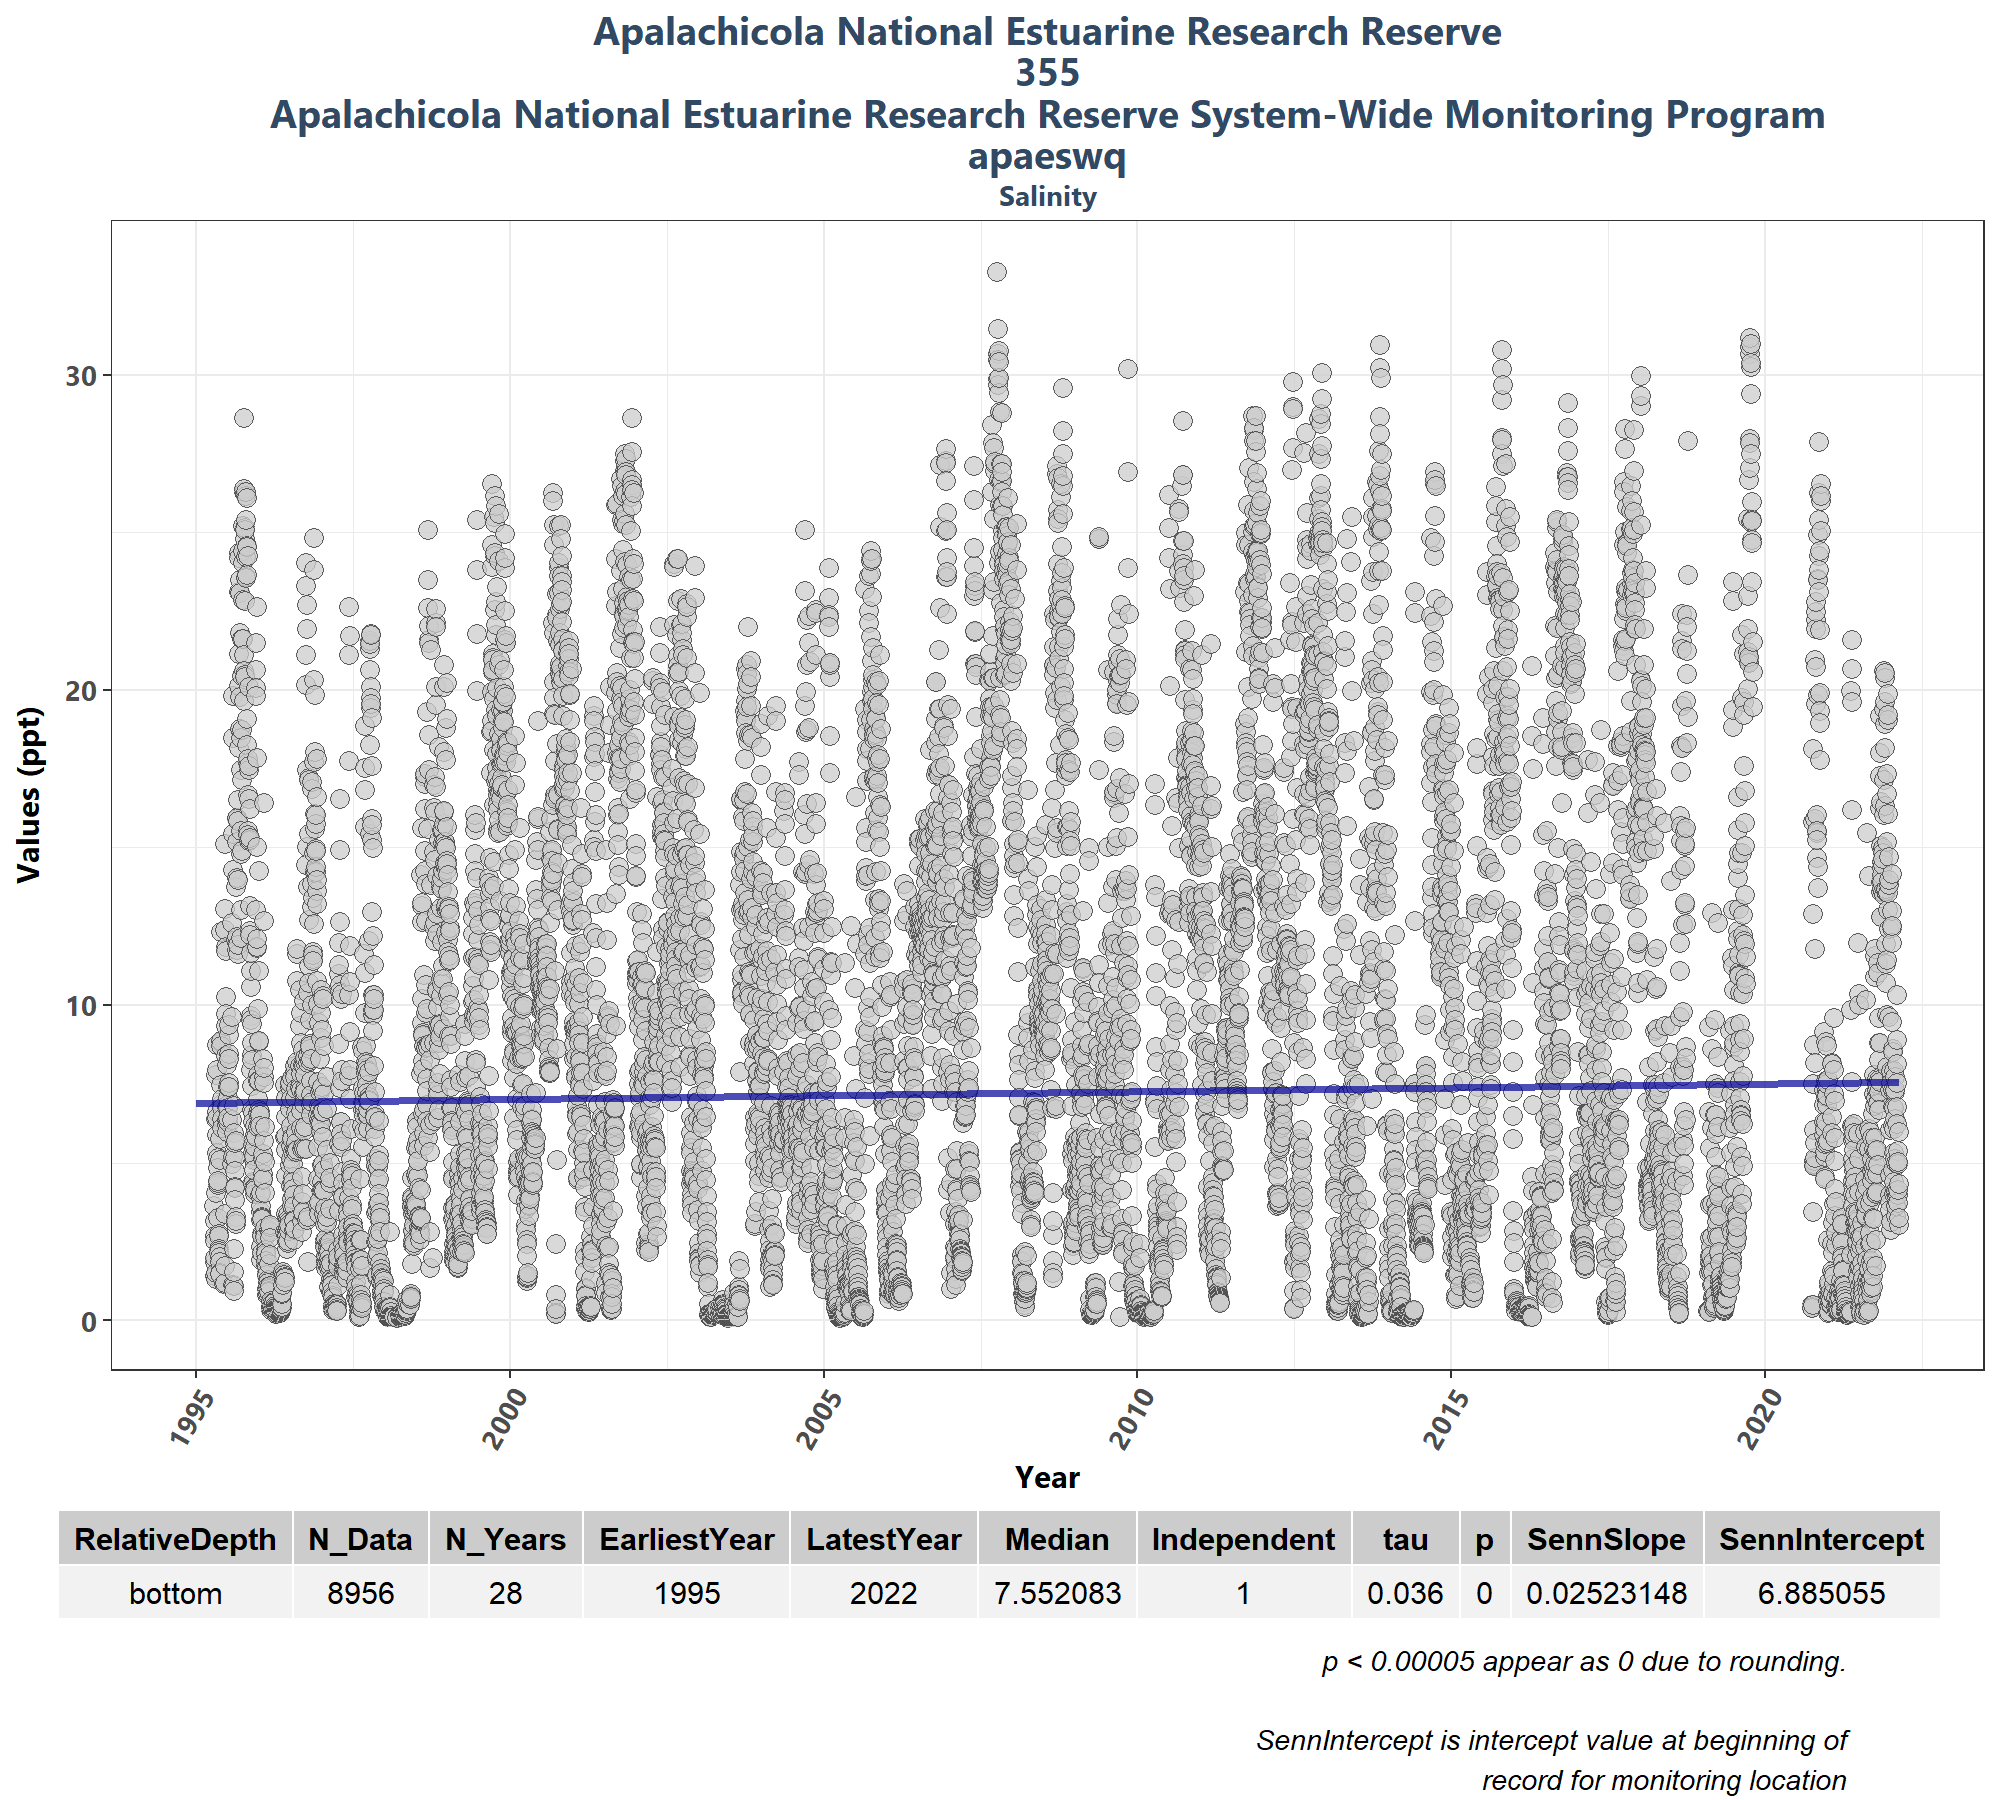 Apalachicola National Estuarine Research Reserve
355
Apalachicola National Estuarine Research Reserve System-Wide Monitoring Program
apaeswq
Salinity
Values (ppt)
30
20
10
0
1995
2000
2005
2010
2015
2020
Year
RelativeDepth N_Data N_Years EarliestYear LatestYear Median Independent tau p SennSlope SennIntercept
bottom 8956 28 1995 2022 7.552083 1 0.036 0 0.02523148 6.885055
p < 0.00005 appear as 0 due to rounding.
SennIntercept is intercept value at beginning of
record for monitoring location